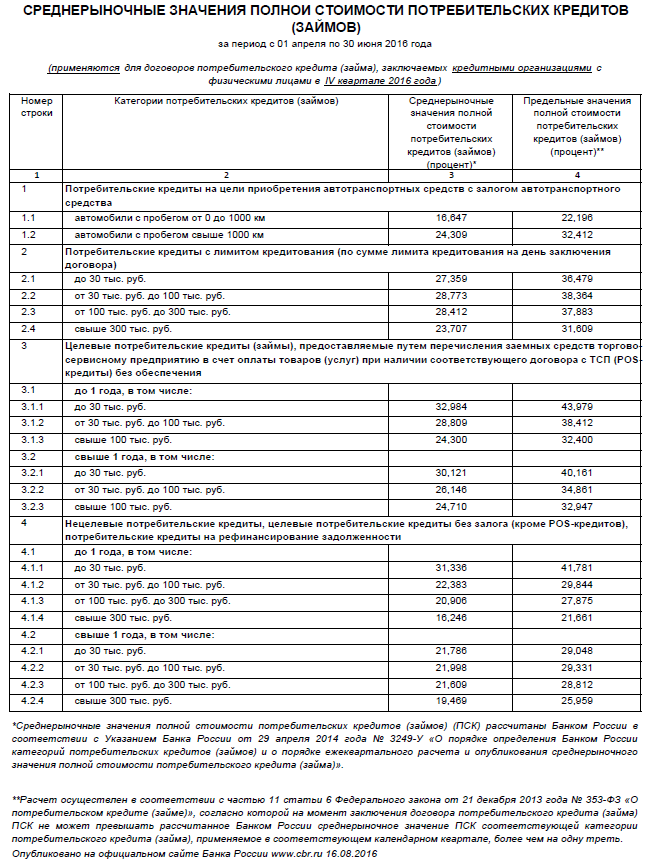 СРЕДНЕРЫНОЧНЫЕ ЗНАЧЕНИЯ ПОЛНОЙ СТОИМОСТИ ПОТРЕБИТЕЛЬСКИХ КРЕДИТОВ
(ЗАЙМОВ)
за период с 01 апреля по 30 июня 2016 года
(применяются для договоров потребительского кредита (займа), заключаемых кредитными организациями с
физическими лицами в IV квартале 2016 года)
Номер строки Категории потребительских кредитов (займов) Среднерыночные значения полной стоимости потребительских кредитов (займов) (процент)* Предельные значения полной стоимости потребительских кредитов (займов) (процент)**
1 2 3 4
1 Потребительские кредиты на цели приобретения автотранспортных средств с залогом автотранспортного
средства
1.1 автомобили с пробегом от 0 до 1000 км 16,647 22,196
1.2 автомобили с пробегом свыше 1000 км 24,309 32,412
2 Потребительские кредиты с лимитом кредитования (по сумме лимита кредитования на день заключения
договора)
2.1 до 30 тыс. руб. 27,359 36,479
2.2 от 30 тыс. руб. до 100 тыс. руб. 28,773 38,364
2.3 от 100 тыс. руб. до 300 тыс. руб. 28,412 37,883
2.4 свыше 300 тыс. руб. 23,707 31,609
3 Целевые потребительские кредиты (займы), предоставляемые путем перечисления заемных средств торгово-
сервисному предприятию в счет оплаты товаров (услуг) при наличии соответствующего договора с ТСП (POS-
кредиты) без обеспечения
3.1 до 1 года, в том числе:
3.1.1 до 30 тыс. руб. 32,984 43,979
3.1.2 от 30 тыс. руб. до 100 тыс. руб. 28,809 38,412
3.1.3 свыше 100 тыс. руб. 24,300 32,400
3.2 свыше 1 года, в том числе:
3.2.1 до 30 тыс. руб. 30,121 40,161
3.2.2 от 30 тыс. руб. до 100 тыс. руб. 26,146 34,861
3.2.3 свыше 100 тыс. руб. 24,710 32,947
4 Нецелевые потребительские кредиты, целевые потребительские кредиты без залога (кроме POS-кредитов),
потребительские кредиты на рефинансирование задолженности
4.1 до 1 года, в том числе:
4.1.1 до 30 тыс. руб. 31,336 41,781
4.1.2 от 30 тыс. руб. до 100 тыс. руб. 22,383 29,844
4.1.3 от 100 тыс. руб. до 300 тыс. руб. 20,906 27,875
4.1.4 свыше 300 тыс. руб. 16,246 21,661
4.2 свыше 1 года, в том числе:
4.2.1 до 30 тыс. руб. 21,786 29,048
4.2.2 от 30 тыс. руб. до 100 тыс. руб. 21,998 29,331
4.2.3 от 100 тыс. руб. до 300 тыс. руб. 21,609 28,812
4.2.4 свыше 300 тыс. руб. 19,469 25,959
*Среднерыночные значения полной стоимости потребительских кредитов (займов) (ПСК) рассчитаны Банком России в
соответствии с Указанием Банка России от 29 апреля 2014 года № 3249-У «О порядке определения Банком России
категорий потребительских кредитов (займов) и о порядке ежеквартального расчета и опубликования среднерыночного
значения полной стоимости потребительского кредита (займа)».
**Расчет осуществлен в соответствии с частью 11 статьи 6 Федерального закона от 21 декабря 2013 года № 353-ФЗ «О
потребительском кредите (займе)», согласно которой на момент заключения договора потребительского кредита (займа)
ПСК не может превышать рассчитанное Банком России среднерыночное значение ПСК соответствующей категории
потребительского кредита (займа), применяемое в соответствующем календарном квартале, более чем на одну треть.
Опубликовано на официальном сайте Банка России www.cbr.ru 16.08.2016